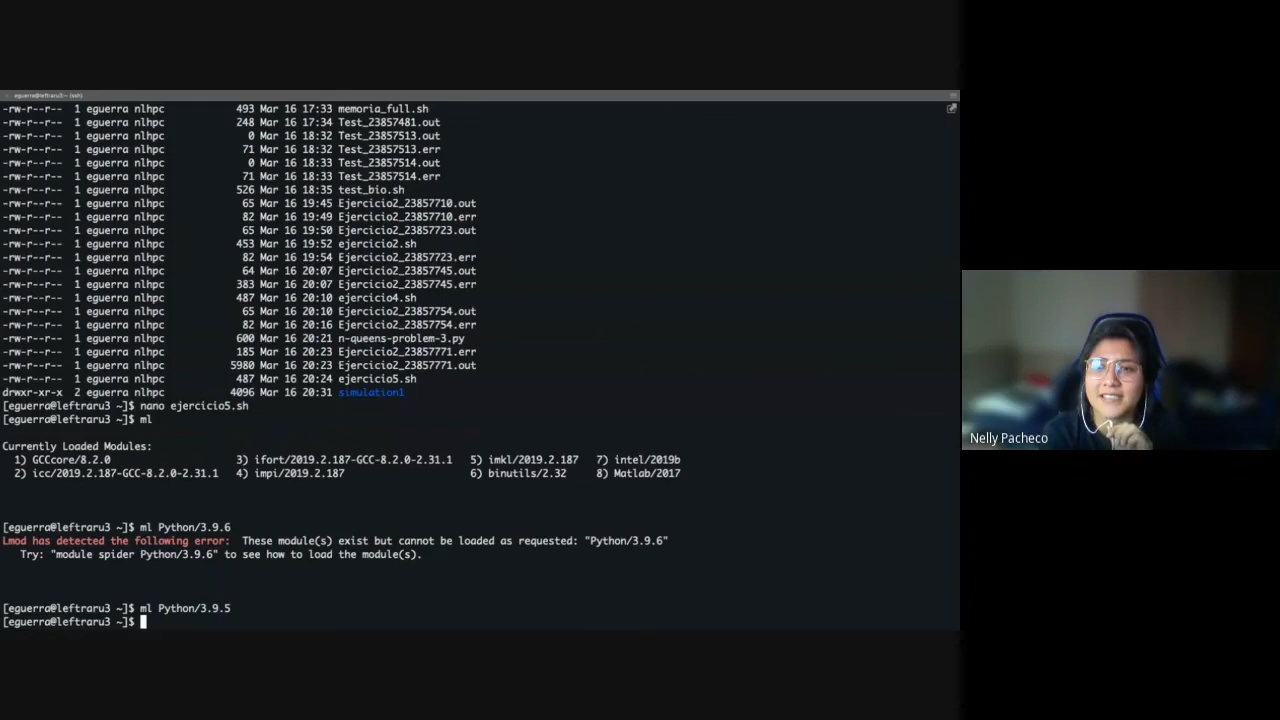 eguerra@leftraru3:~ (ssh)
-rw-r--r-- 1 eguerra nlhpc 493 Mar 16 17:33 memoria_full.sh
-rw-r--r-- 1 eguerra nlhpc 248 Mar 16 17:34 Test_23857481.out
-rw-r--r-- 1 eguerra nlhpc 0 Mar 16 18:32 Test_23857513.out
-rw-r--r-- 1 eguerra nlhpc 71 Mar 16 18:32 Test_23857513.err
-rw-r--r-- 1 eguerra nlhpc 0 Mar 16 18:33 Test_23857514.out
-rw-r--r-- 1 eguerra nlhpc 71 Mar 16 18:33 Test_23857514.err
-rw-r--r-- 1 eguerra nlhpc 526 Mar 16 18:35 test_bio.sh
-rw-r--r-- 1 eguerra nlhpc 65 Mar 16 19:45 Ejercicio2_23857710.out
-rw-r--r-- 1 eguerra nlhpc 82 Mar 16 19:49 Ejercicio2_23857710.err
-rw-r--r-- 1 eguerra nlhpc 65 Mar 16 19:50 Ejercicio2_23857723.out
-rw-r--r-- 1 eguerra nlhpc 453 Mar 16 19:52 ejercicio2.sh
-rw-r--r-- 1 eguerra nlhpc 82 Mar 16 19:54 Ejercicio2_23857723.err
-rw-r--r-- 1 eguerra nlhpc 64 Mar 16 20:07 Ejercicio2_23857745.out
-rw-r--r-- 1 eguerra nlhpc 383 Mar 16 20:07 Ejercicio2_23857745.err
-rw-r--r-- 1 eguerra nlhpc 487 Mar 16 20:10 ejercicio4.sh
-rw-r--r-- 1 eguerra nlhpc 65 Mar 16 20:10 Ejercicio2_23857754.out
-rw-r--r-- 1 eguerra nlhpc 82 Mar 16 20:16 Ejercicio2_23857754.err
-rw-r--r-- 1 eguerra nlhpc 600 Mar 16 20:21 n-queens-problem-3.py
-rw-r--r-- 1 eguerra nlhpc 185 Mar 16 20:23 Ejercicio2_23857771.err
-rw-r--r-- 1 eguerra nlhpc 5980 Mar 16 20:23 Ejercicio2_23857771.out
-rw-r--r-- 1 eguerra nlhpc 487 Mar 16 20:24 ejercicio5.sh
drwxr-xr-x 2 eguerra nlhpc 4096 Mar 16 20:31 simulation1
[eguerra@leftraru3 ~]$ nano ejercicio5.sh
[eguerra@leftraru3 ~]$ ml
Currently Loaded Modules:
1) GCCcore/8.2.0 3) ifort/2019.2.187-GCC-8.2.0-2.31.1 5) imkl/2019.2.187 7) intel/2019b
2) icc/2019.2.187-GCC-8.2.0-2.31.1 4) impi/2019.2.187 6) binutils/2.32 8) Matlab/2017
[eguerra@leftraru3 ~]$ ml Python/3.9.6
Lmod has detected the following error: These module(s) exist but cannot be loaded as requested: "Python/3.9.6"
Try: "module spider Python/3.9.6" to see how to load the module(s).
[eguerra@leftraru3 ~]$ ml Python/3.9.5
[eguerra@leftraru3 ~]$
Nelly Pacheco